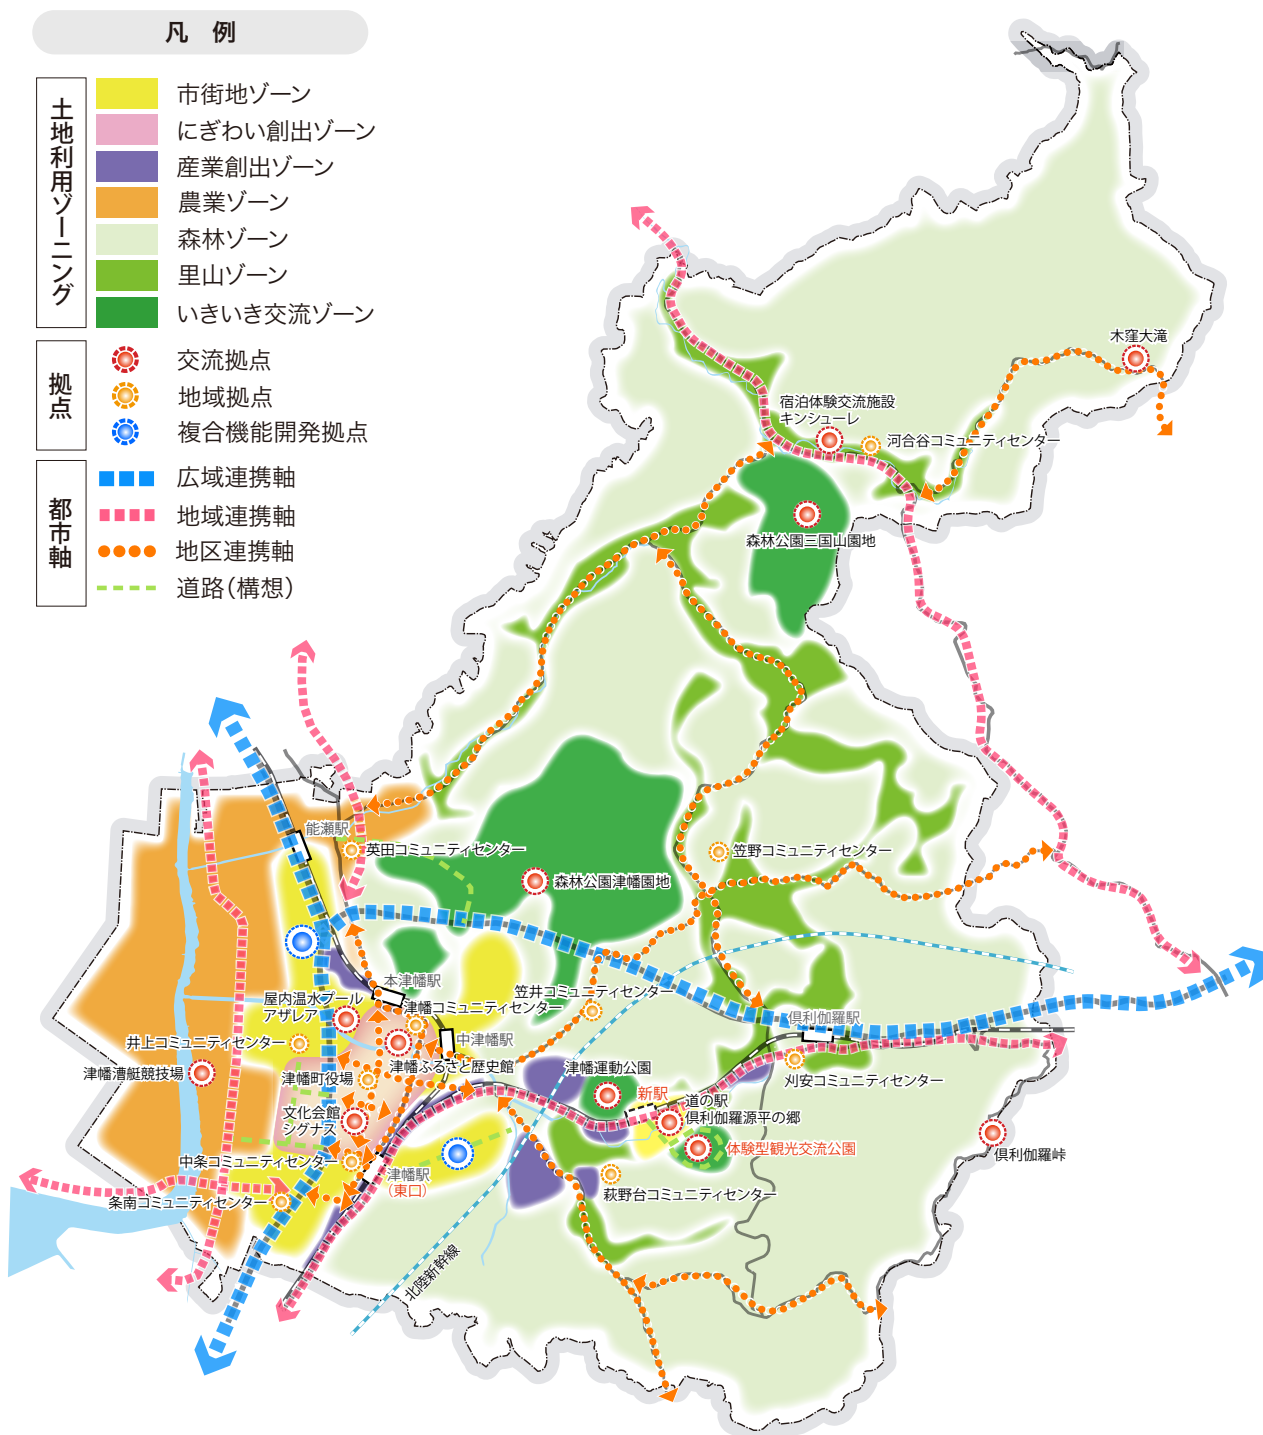 凡 例
土地利用ゾーニング
市街地ゾーン
にぎわい創出ゾーン
産業創出ゾーン
農業ゾーン
森林ゾーン
里山ゾーン
いきいき交流ゾーン
拠点
交流拠点
地域拠点
複合機能開発拠点
都市軸
広域連携軸
地域連携軸
地区連携軸
道路(構想)
木窪大滝
宿泊体験交流施設
キンシューレ
河合谷コミュニティセンター
森林公園三国山園地
能瀬駅
英田コミュニティセンター
笠野コミュニティセンター
森林公園津幡園地
本津幡駅
笠井コミュニティセンター
屋内温水プール
アザレア
津幡コミュニティセンター
倶利伽羅駅
井上コミュニティセンター
中津幡駅
津幡漕艇競技場
津幡町役場
津幡ふるさと歴史館
津幡運動公園
刈安コミュニティセンター
新駅
道の駅
倶利伽羅源平の郷
文化会館
シグナス
体験型観光交流公園
倶利伽羅峠
中条コミュニティセンター
津幡駅
(東口)
萩野台コミュニティセンター
条南コミュニティセンター
北陸新幹線